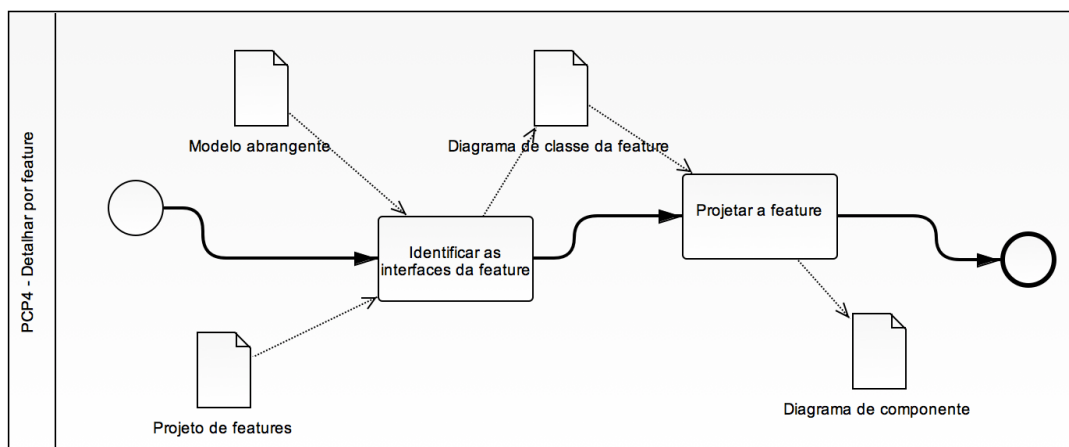 PCP4 - Detalhar por feature
Modelo abrangente
Diagrama de classe da feature
Projetar a feature
Identificar as
interfaces da feature
Projeto de features
Diagrama de componente